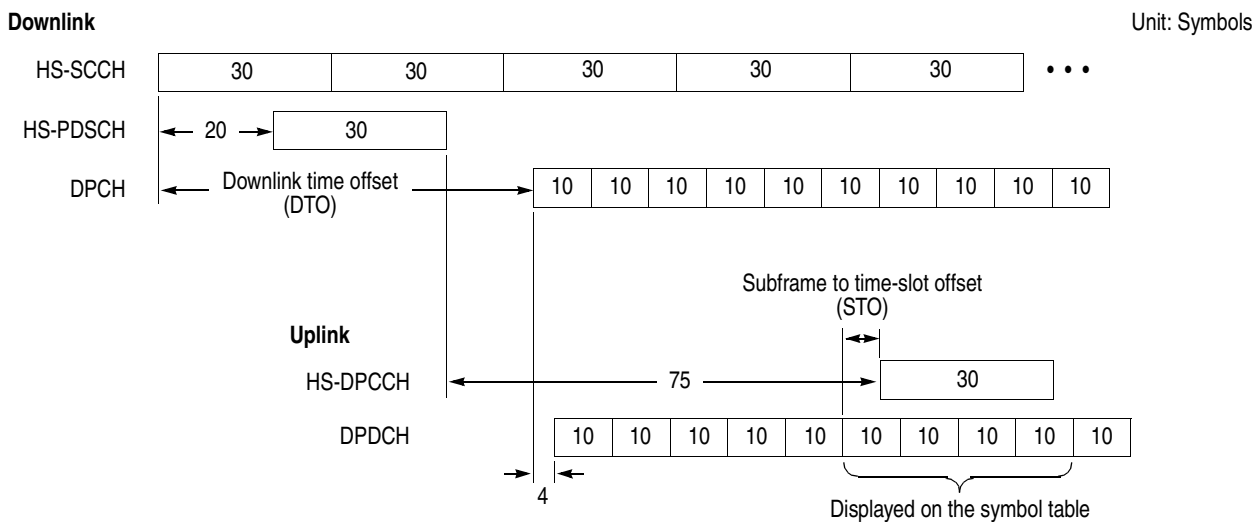 Downlink
Unit: Symbols
HS-SCCH 30 30 30 30 30 • • •
HS-PDSCH 20 30
DPCH Downlink time offset 10 10 10 10 10 10 10 10 10 10
(DTO)
Subframe to time-slot offset
(STO)
Uplink
HS-DPCCH 75 30
DPDCH 10 10 10 10 10 10 10 10 10 10
4
Displayed on the symbol table